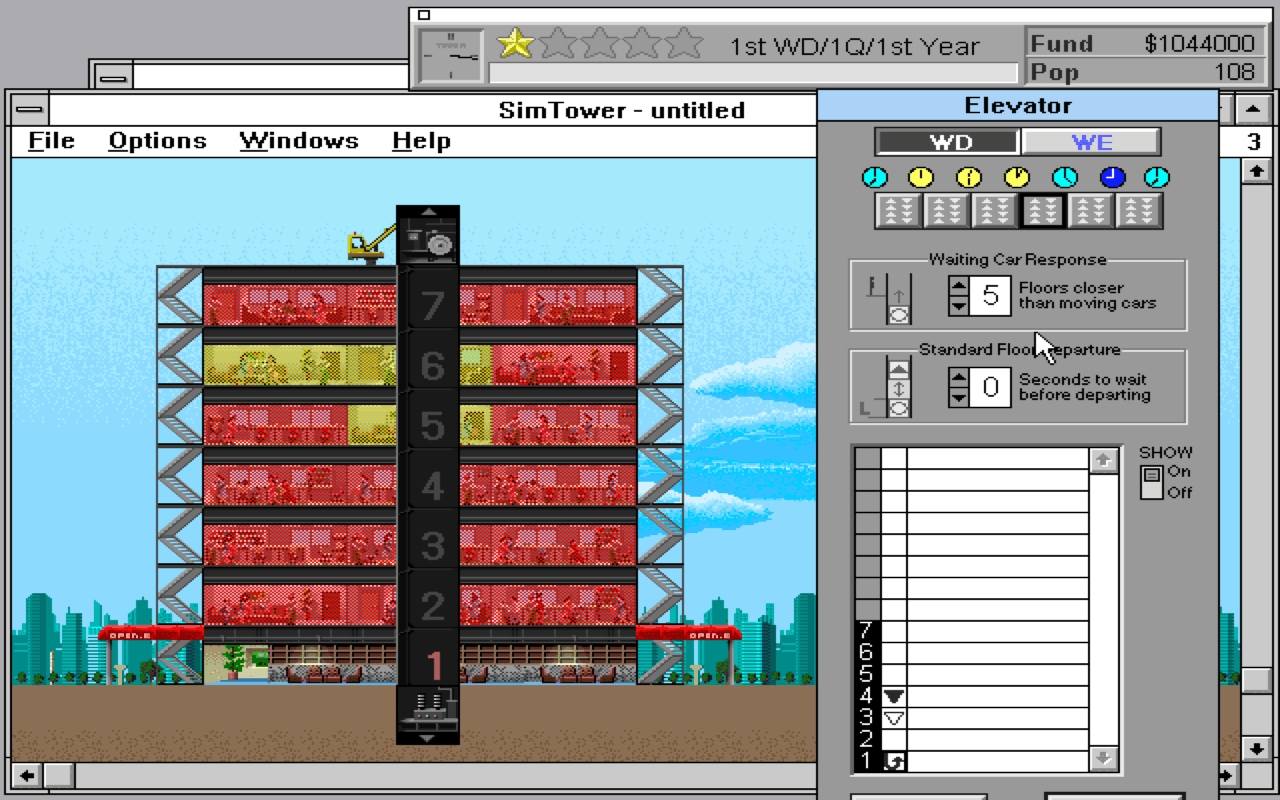 1st WD/1Q/1st Year
Fund $1044000
Pop 108
SimTower - untitled
Elevator
File Options Windows Help
3
WD WE
Waiting Car Response
5
Floors closer
than moving cars
Standard Floor Departure
0
Seconds to wait
before departing
SHOW
On
Off
7
6
5
4
3
2
1
7
6
5
4
3
2
1
OPEN
OPEN